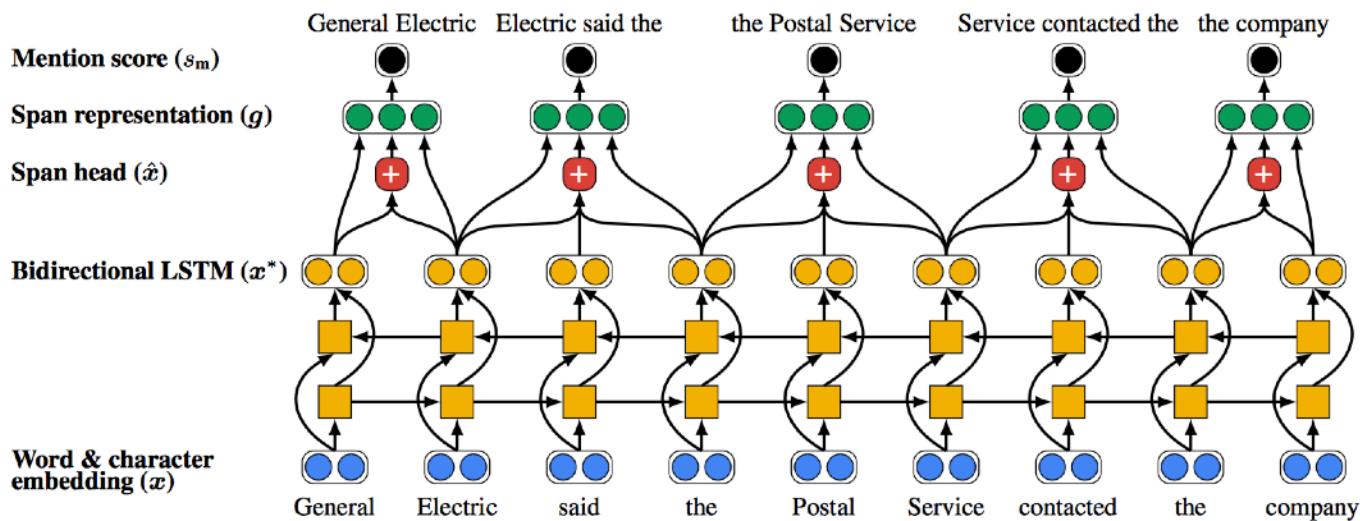 General Electric Electric said the the Postal Service Service contacted the the company
Mention score (sₘ)
Span representation (g)
Span head (x̂)
Bidirectional LSTM (x*)
Word & character
embedding (x)
General Electric said the Postal Service contacted the company